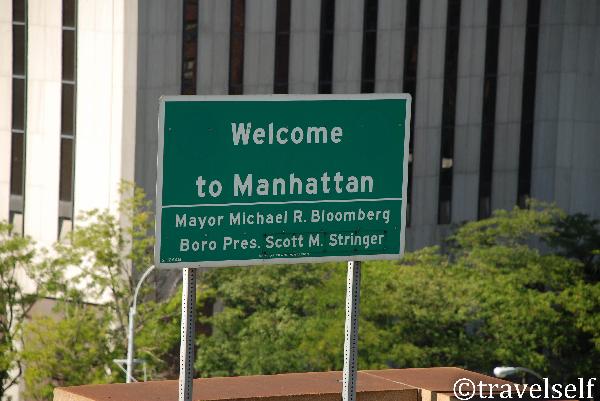 Welcome
to Manhattan
Mayor Michael R. Bloomberg
Boro Pres. Scott M. Stringer
©travelself